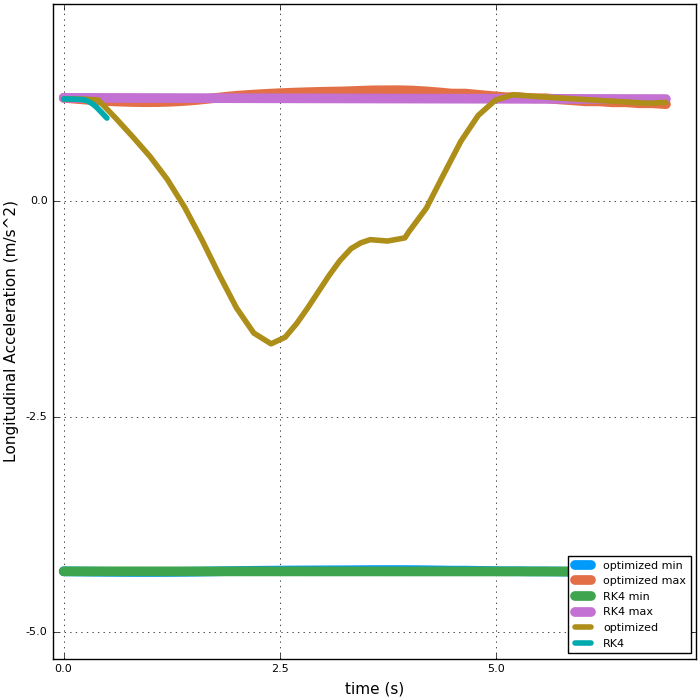 Longitudinal Acceleration (m/s^2)
0.0
-2.5
-5.0
0.0
2.5
5.0
time (s)
optimized min
optimized max
RK4 min
RK4 max
optimized
RK4